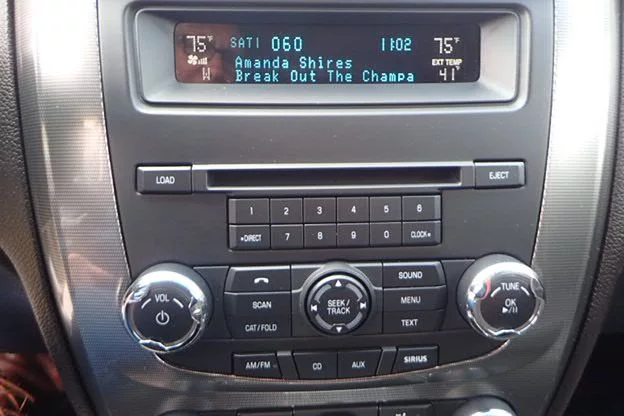 75°F SAT1 060 11:02 75°F
Amanda Shires EXT TEMP
W Break Out The Champa 41°F
LOAD EJECT
1 2 3 4 5 6
*DIRECT 7 8 9 0 CLOCK*
VOL SOUND TUNE
SCAN SEEK/ MENU OK
TRACK
CAT/FOLD TEXT
AM/FM CD AUX SIRIUS